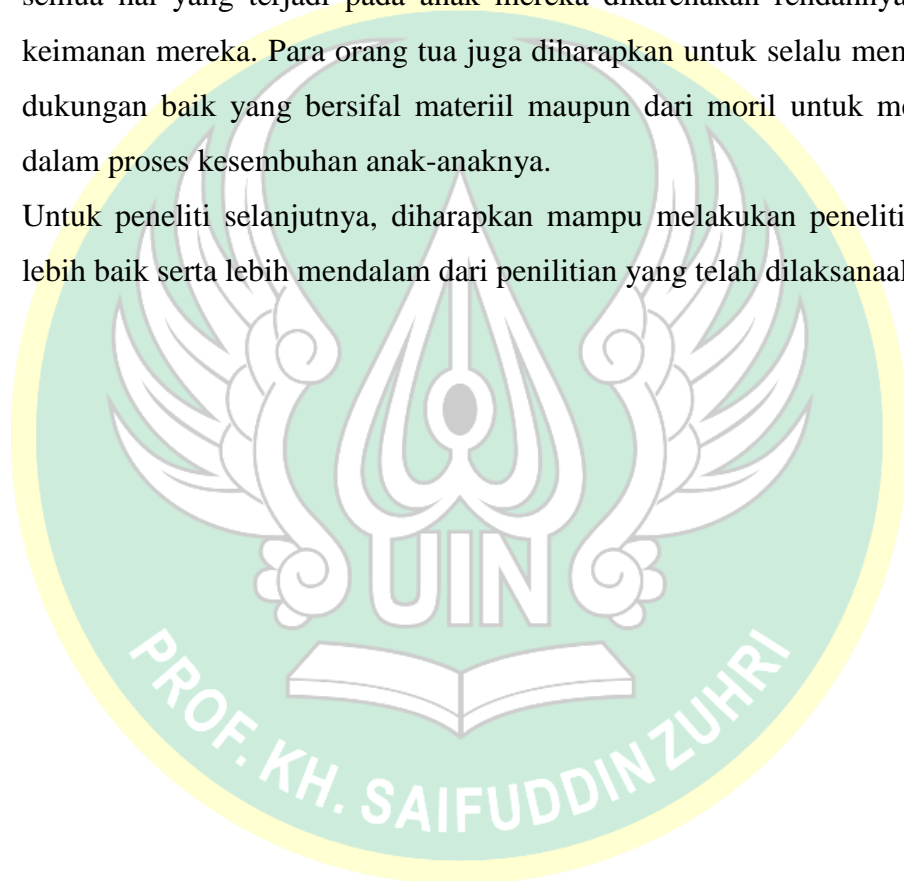 semua hal yang terjadi pada anak mereka dikarenakan rendahnya
keimanan mereka. Para orang tua juga diharapkan untuk selalu mem
dukungan baik yang bersifal materiil maupun dari moril untuk me
dalam proses kesembuhan anak-anaknya.
Untuk peneliti selanjutnya, diharapkan mampu melakukan peneliti
lebih baik serta lebih mendalam dari penilitian yang telah dilaksanaa
UIN
PROF. KH. SAIFUDDIN ZUHRI